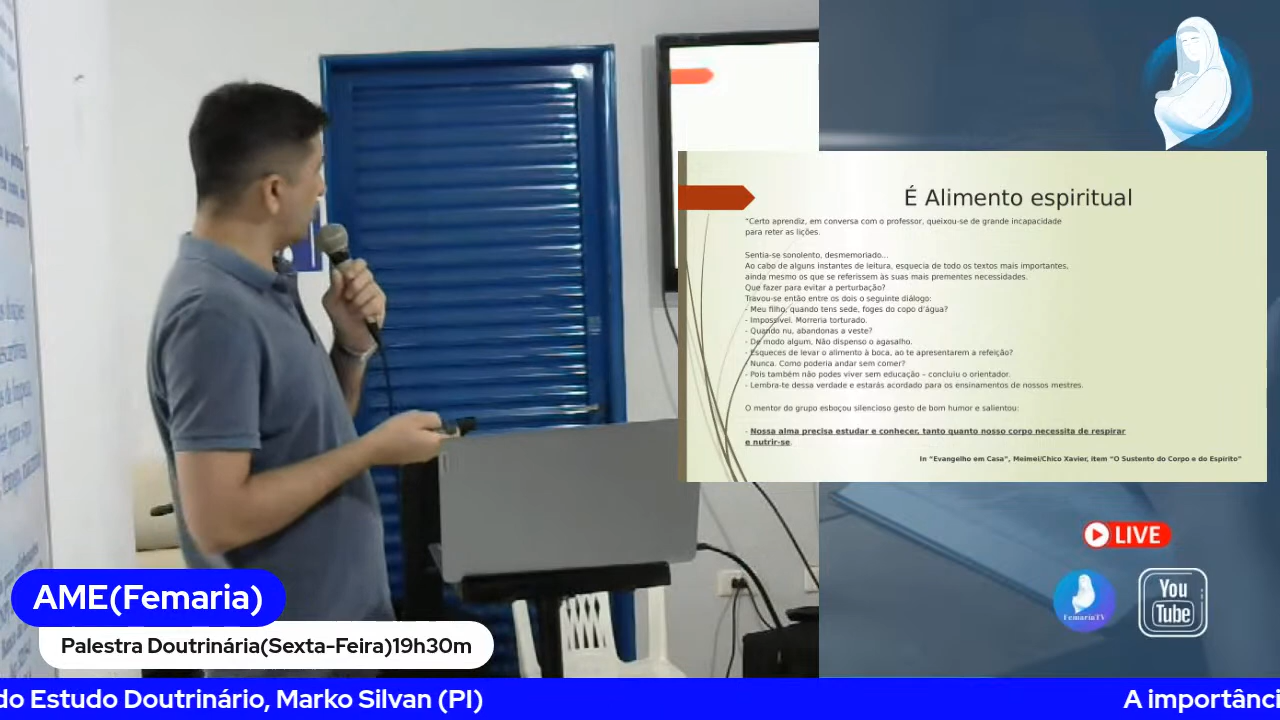 É Alimento espiritual
"Certo aprendiz, em conversa com o professor, queixou-se de grande incapacidade
para reter as lições.
Sentia-se sonolento, desmemoriado...
Ao cabo de alguns instantes de leitura, esquecia de todo os textos mais importantes,
ainda mesmo os que se referissem às suas mais prementes necessidades.
Que fazer para evitar a perturbação?
Travou-se então entre os dois o seguinte diálogo:
- Meu filho, quando tens sede, foges do copo d'água?
- Impossível. Morreria torturado.
- Quando nu, abandonas a veste?
- De modo algum. Não dispenso o agasalho.
- Esqueces de levar o alimento à boca, ao te apresentarem a refeição?
- Nunca. Como poderia andar sem comer?
- Pois também não podes viver sem educação – concluiu o orientador.
- Lembra-te dessa verdade e estarás acordado para os ensinamentos de nossos mestres.
O mentor do grupo esboçou silencioso gesto de bom humor e salientou:
- Nossa alma precisa estudar e conhecer, tanto quanto nosso corpo necessita de respirar
e nutrir-se.
In "Evangelho em Casa", Meimei/Chico Xavier, item "O Sustento do Corpo e do Espírito"
LIVE
FemariaTV
You
Tube
AME(Femaria)
Palestra Doutrinária(Sexta-Feira)19h30m
do Estudo Doutrinário, Marko Silvan (PI)
A importânci